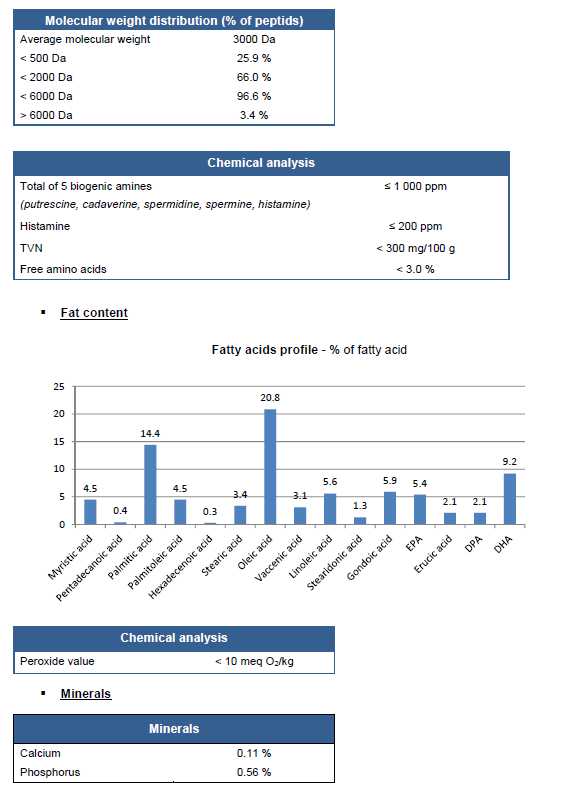 Molecular weight distribution (% of peptids)
Average molecular weight 3000 Da
< 500 Da 25.9 %
< 2000 Da 66.0 %
< 6000 Da 96.6 %
> 6000 Da 3.4 %
Chemical analysis
Total of 5 biogenic amines ≤ 1 000 ppm
(putrescine, cadaverine, spermidine, spermine, histamine)
Histamine ≤ 200 ppm
TVN < 300 mg/100 g
Free amino acids < 3.0 %
▪ Fat content
Fatty acids profile - % of fatty acid
25
20
15
10
5
0
4.5
0.4
14.4
4.5
0.3
3.4
20.8
3.1
5.6
1.3
5.9
5.4
2.1
2.1
9.2
Myristic acid
Pentadecanoic acid
Palmitic acid
Palmitoleic acid
Hexadecenoic acid
Stearic acid
Oleic acid
Vaccenic acid
Linoleic acid
Stearidonic acid
Gondoic acid
EPA
Erucic acid
DPA
DHA
Chemical analysis
Peroxide value < 10 meq O₂/kg
▪ Minerals
Minerals
Calcium 0.11 %
Phosphorus 0.56 %